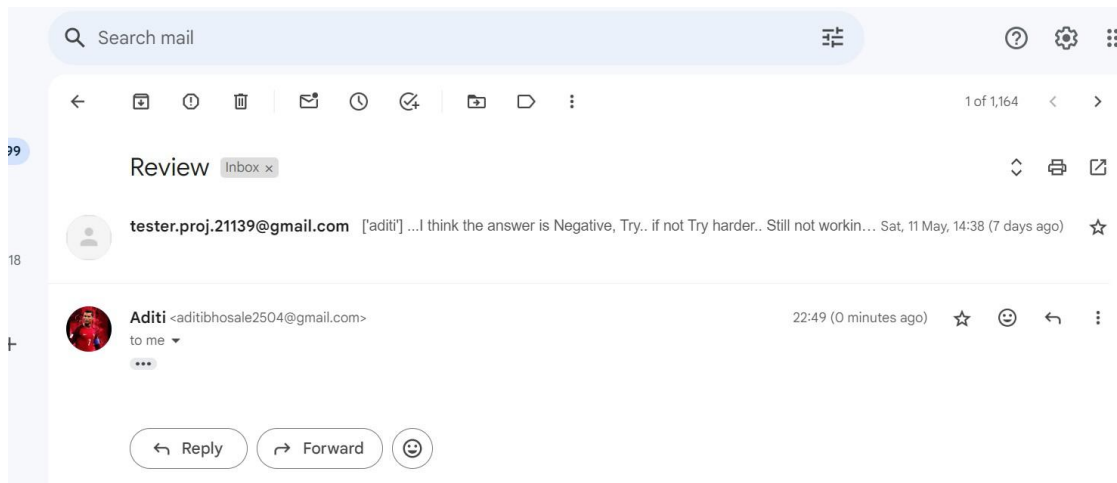 Search mail
1 of 1,164
99
Review Inbox ×
tester.proj.21139@gmail.com ['aditi'] ...I think the answer is Negative, Try.. if not Try harder.. Still not workin… Sat, 11 May, 14:38 (7 days ago)
18
Aditi <aditibhosale2504@gmail.com> 22:49 (0 minutes ago)
to me
Reply Forward